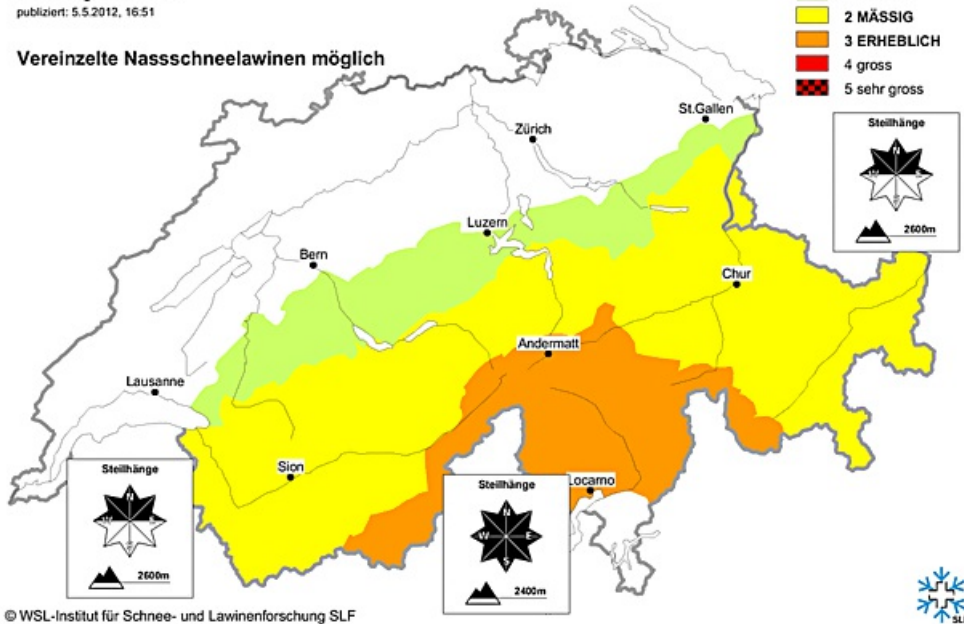 publiziert: 5.5.2012, 16:51
Vereinzelte Nassschneelawinen möglich
2 MÄSSIG
3 ERHEBLICH
4 gross
5 sehr gross
St.Gallen
Zürich
Luzern
Bern
Chur
Andermatt
Lausanne
Sion
Locarno
Steilhänge
N
W E
S
2600m
Steilhänge
N
W E
S
2600m
Steilhänge
N
W E
S
2400m
© WSL-Institut für Schnee- und Lawinenforschung SLF
SLF